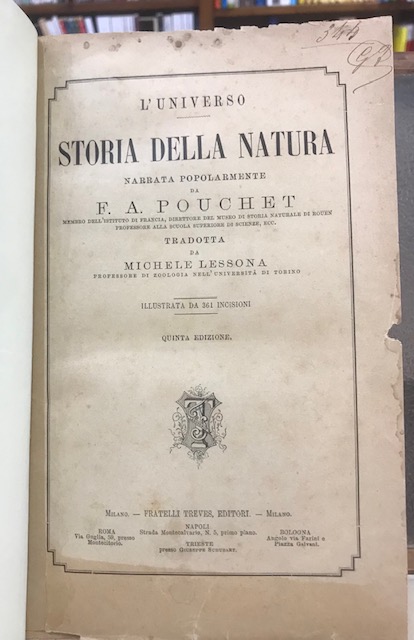 344
L'UNIVERSO
STORIA DELLA NATURA
NARRATA POPOLARMENTE
DA
F. A. POUCHET
MEMBRO DELL'ISTITUTO DI FRANCIA, DIRETTORE DEL MUSEO DI STORIA NATURALE DI ROUEN
PROFESSORE ALLA SCUOLA SUPERIORE DI SCIENZE, ECC.
TRADOTTA
DA
MICHELE LESSONA
PROFESSORE DI ZOOLOGIA NELL'UNIVERSITÀ DI TORINO
ILLUSTRATA DA 361 INCISIONI
QUINTA EDIZIONE.
MILANO. — FRATELLI TREVES, EDITORI. — MILANO.
ROMA
Via Guglia, 59, presso
Montecitorio.
NAPOLI
Strada Montecalvario, N. 5, primo piano.
TRIESTE
presso GIUSEPPE SCHUBART.
BOLOGNA
Angolo via Farini e
Piazza Galvani.